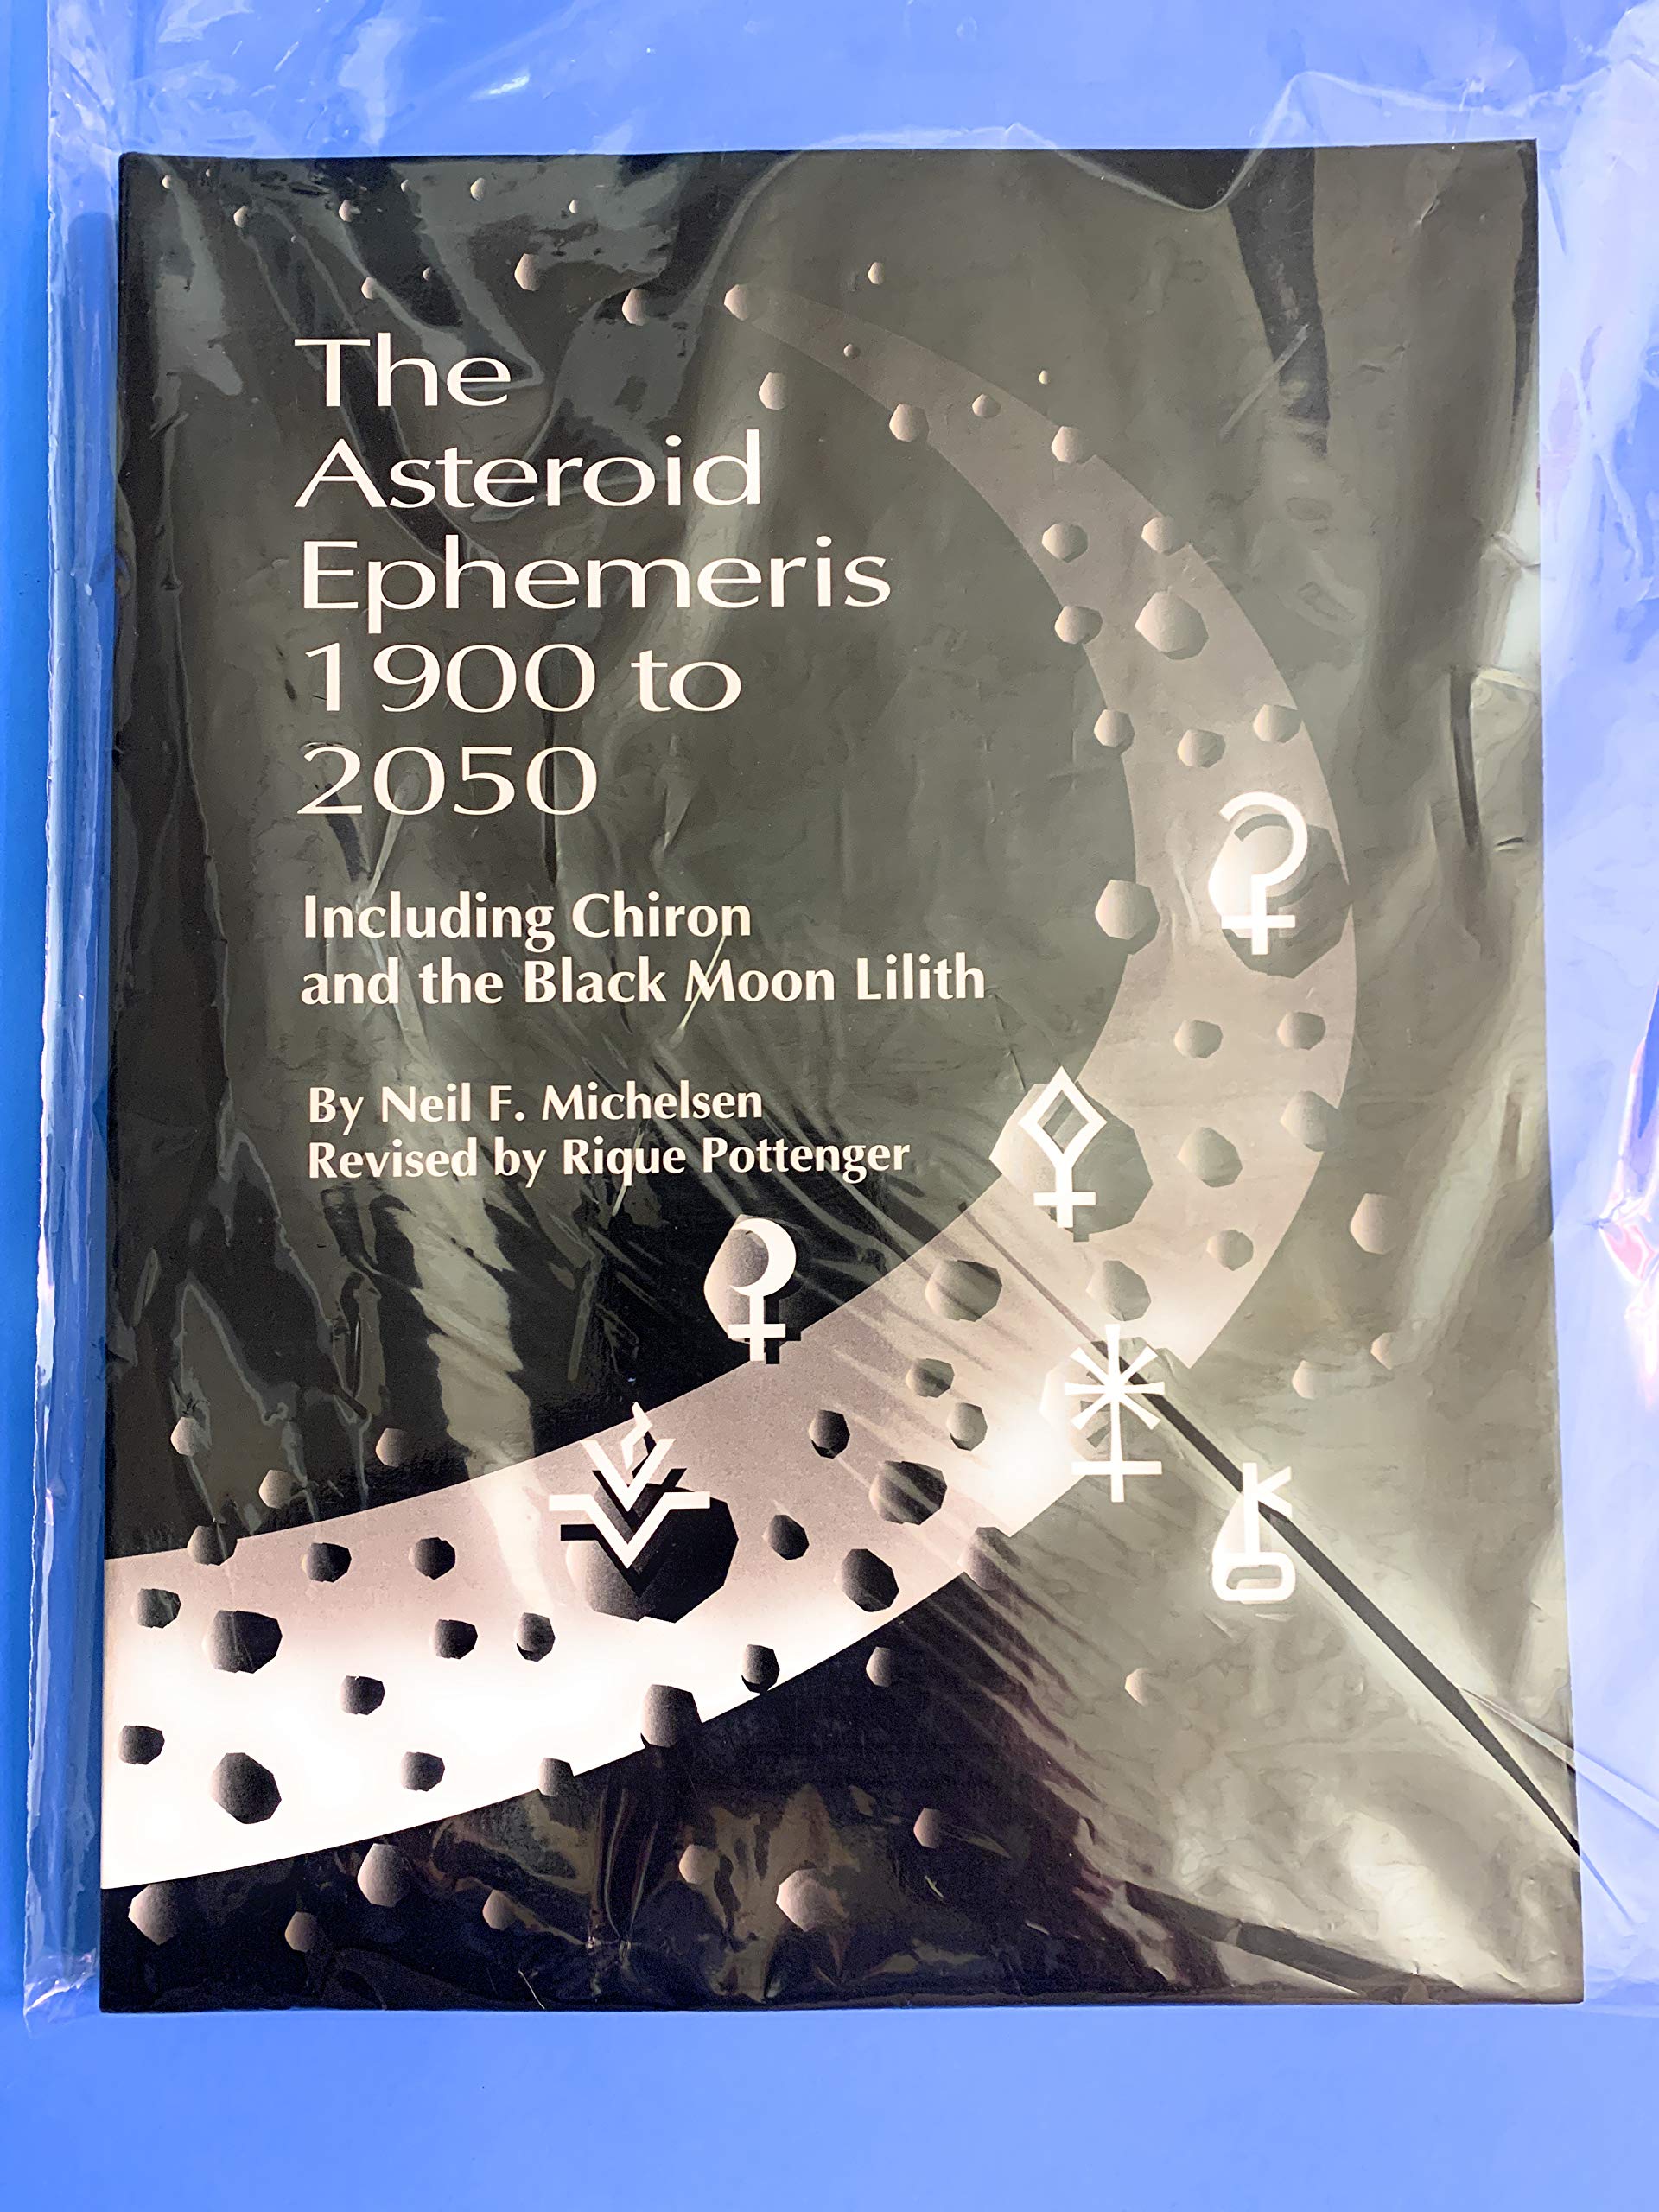 The
Asteroid
Ephemeris
1900 to
2050
Including Chiron
and the Black Moon Lilith
By Neil F. Michelsen
Revised by Rique Pottenger